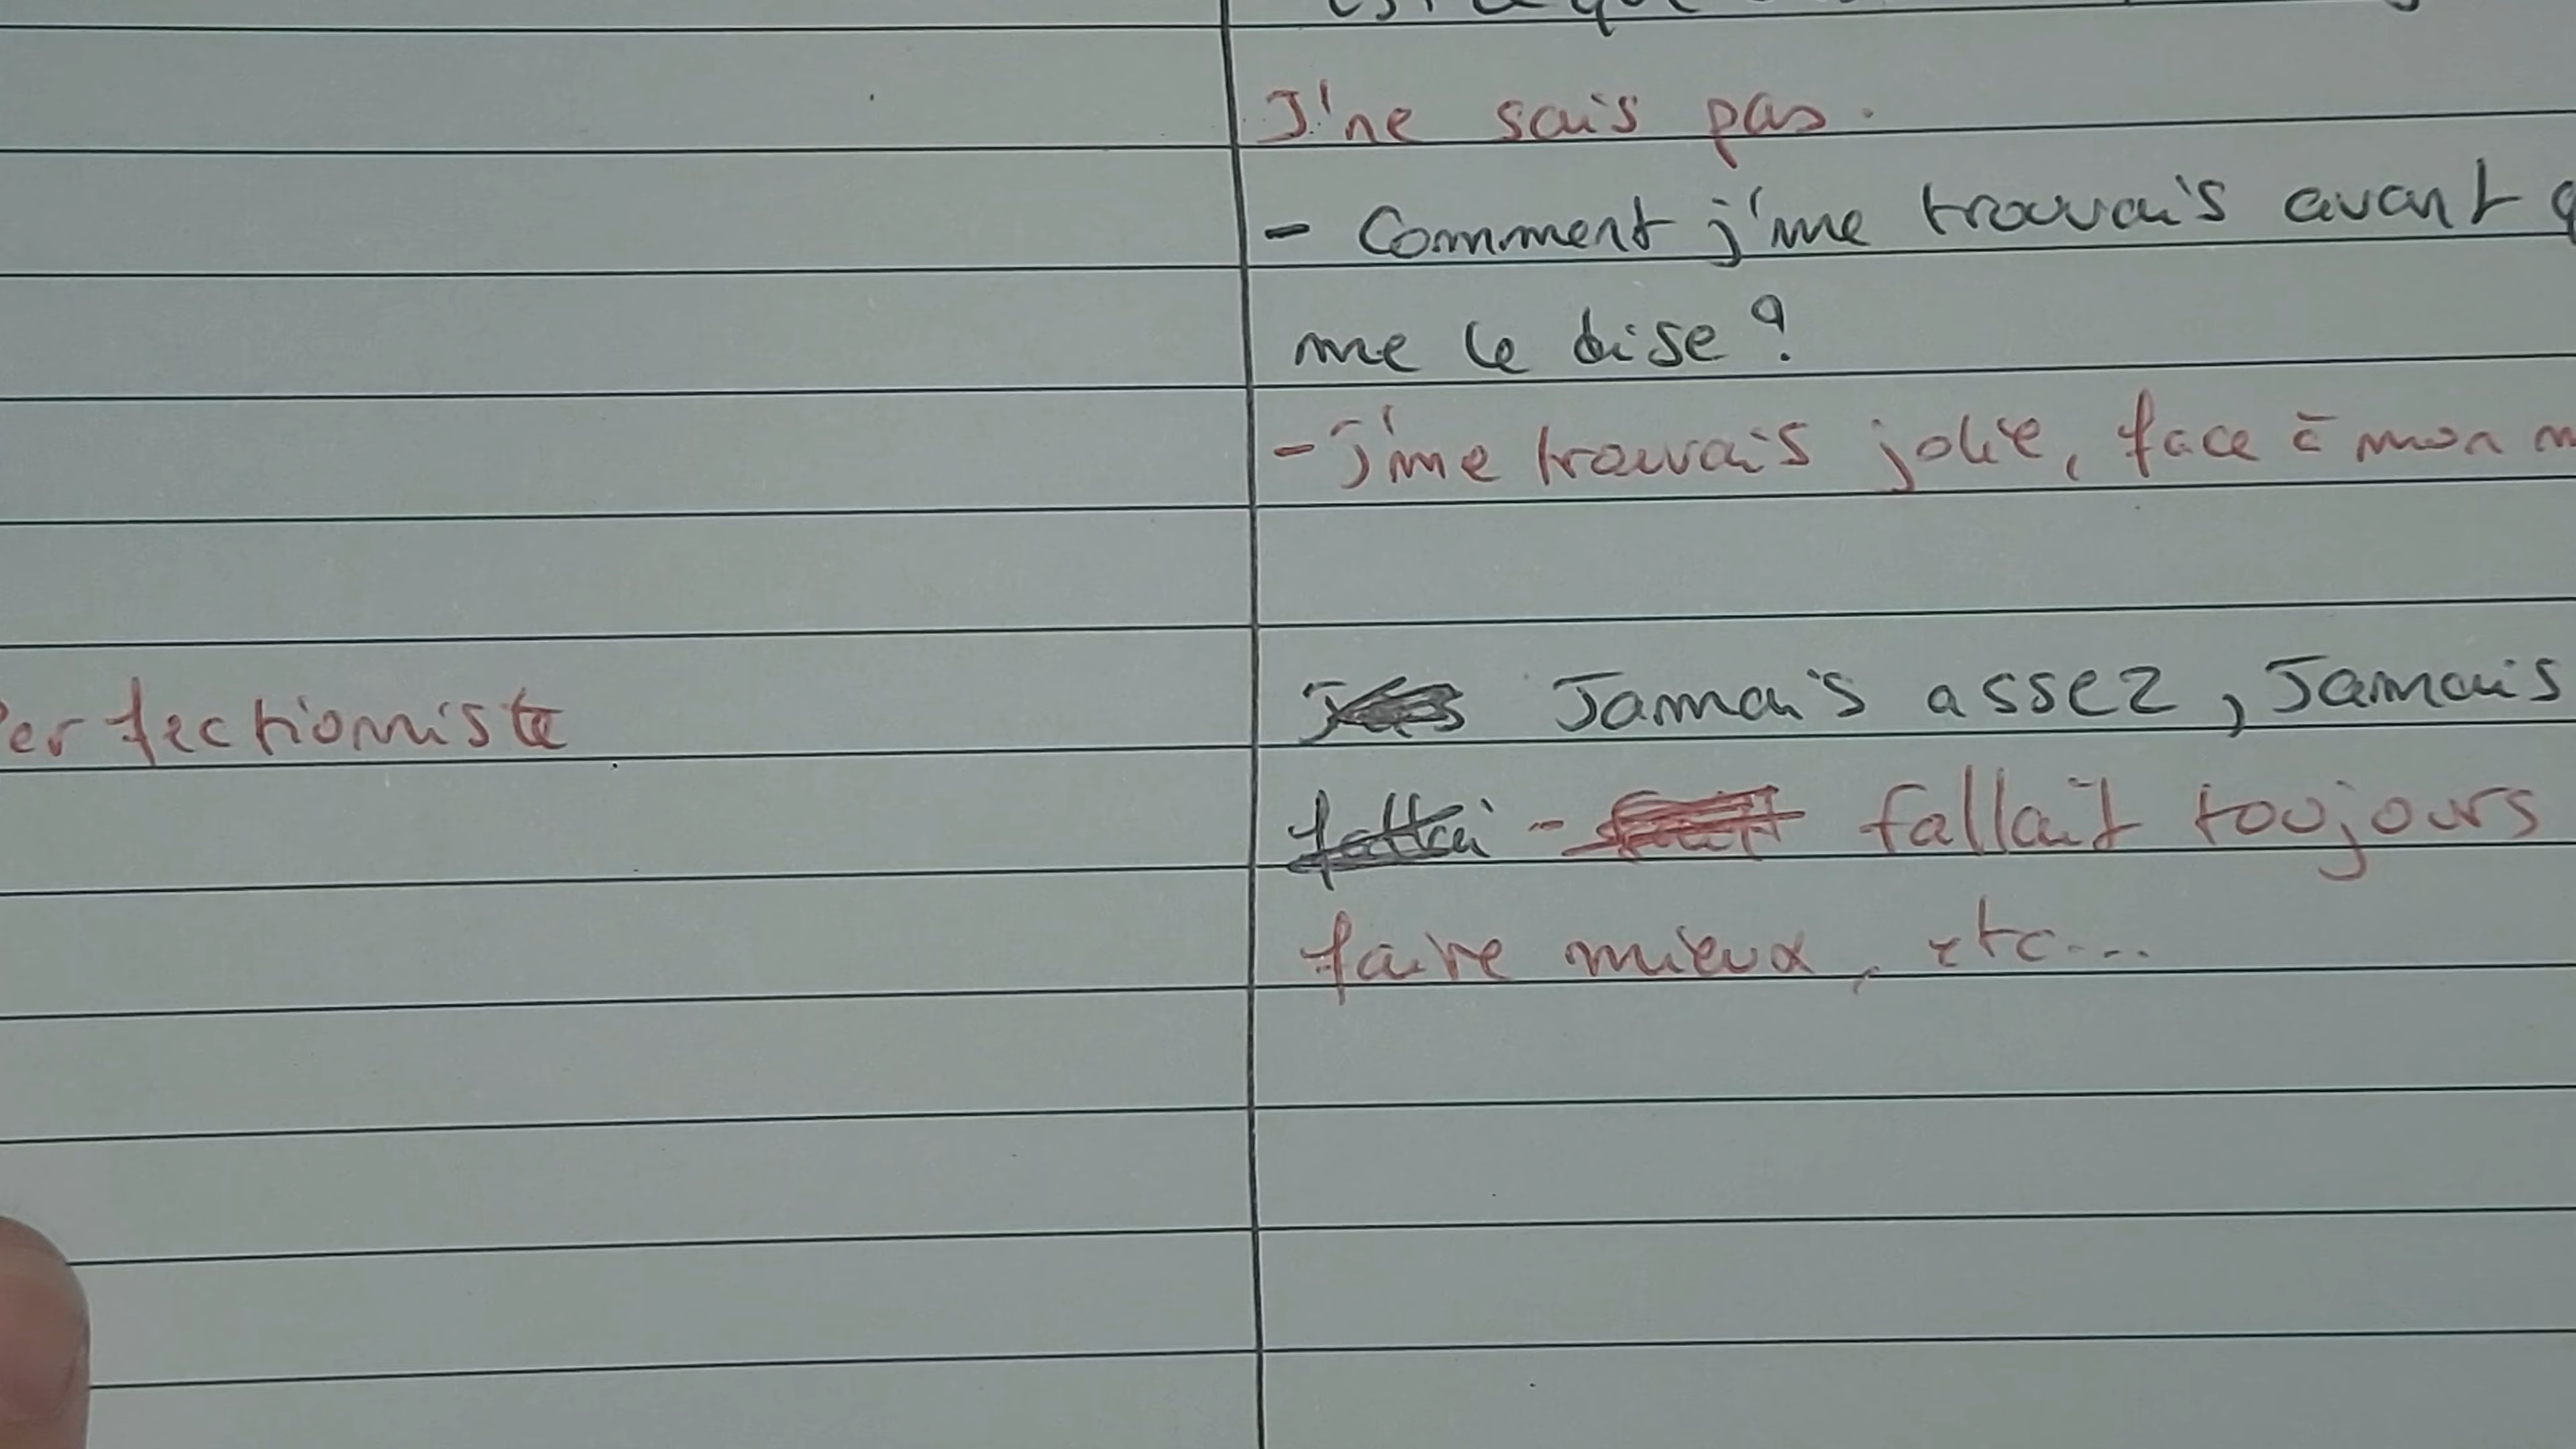 J'ne sais pas.
- Comment j'me trouvais avant
me le dise ?
- J'me trouvais jolie, face à mon
Perfectionniste
Jamais assez, Jamais
- fallait toujours
faire mieux, etc...